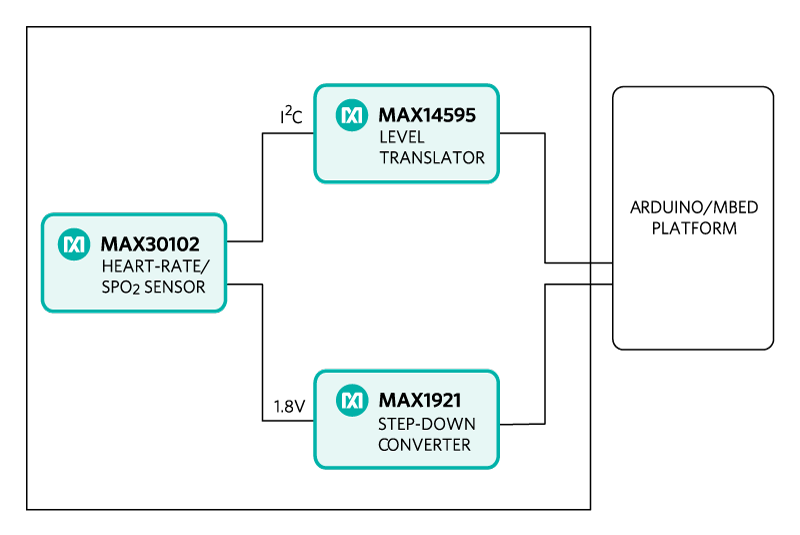 I²C
MAX14595
LEVEL
TRANSLATOR
ARDUINO/MBED
PLATFORM
MAX30102
HEART-RATE/
SPO₂ SENSOR
1.8V
MAX1921
STEP-DOWN
CONVERTER